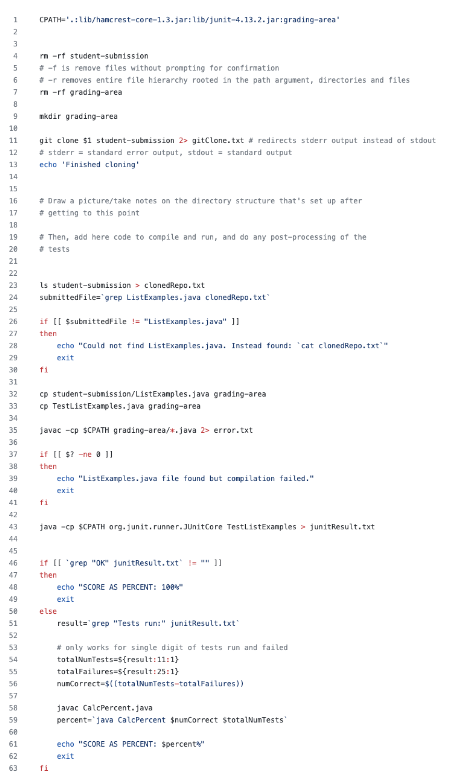 1 CPATH='.:lib/hamcrest-core-1.3.jar:lib/junit-4.13.2.jar:grading-area'
2
3
4 rm -rf student-submission
5 # -f is remove files without prompting for confirmation
6 # -r removes entire file hierarchy rooted in the path argument, directories and files
7 rm -rf grading-area
8
9 mkdir grading-area
10
11 git clone $1 student-submission 2> gitClone.txt # redirects stderr output instead of stdout
12 # stderr = standard error output, stdout = standard output
13 echo 'Finished cloning'
14
15
16 # Draw a picture/take notes on the directory structure that's set up after
17 # getting to this point
18
19 # Then, add here code to compile and run, and do any post-processing of the
20 # tests
21
22
23 ls student-submission > clonedRepo.txt
24 submittedFile=`grep ListExamples.java clonedRepo.txt`
25
26 if [[ $submittedFile != "ListExamples.java" ]]
27 then
28 echo "Could not find ListExamples.java. Instead found: `cat clonedRepo.txt`"
29 exit
30 fi
31
32 cp student-submission/ListExamples.java grading-area
33 cp TestListExamples.java grading-area
34
35 javac -cp $CPATH grading-area/*.java 2> error.txt
36
37 if [[ $? -ne 0 ]]
38 then
39 echo "ListExamples.java file found but compilation failed."
40 exit
41 fi
42
43 java -cp $CPATH org.junit.runner.JUnitCore TestListExamples > junitResult.txt
44
45
46 if [[ `grep "OK" junitResult.txt` != "" ]]
47 then
48 echo "SCORE AS PERCENT: 100%"
49 exit
50 else
51 result=`grep "Tests run:" junitResult.txt`
52
53 # only works for single digit of tests run and failed
54 totalNumTests=${result:11:1}
55 totalFailures=${result:25:1}
56 numCorrect=$((totalNumTests-totalFailures))
57
58 javac CalcPercent.java
59 percent=`java CalcPercent $numCorrect $totalNumTests`
60
61 echo "SCORE AS PERCENT: $percent%"
62 exit
63 fi